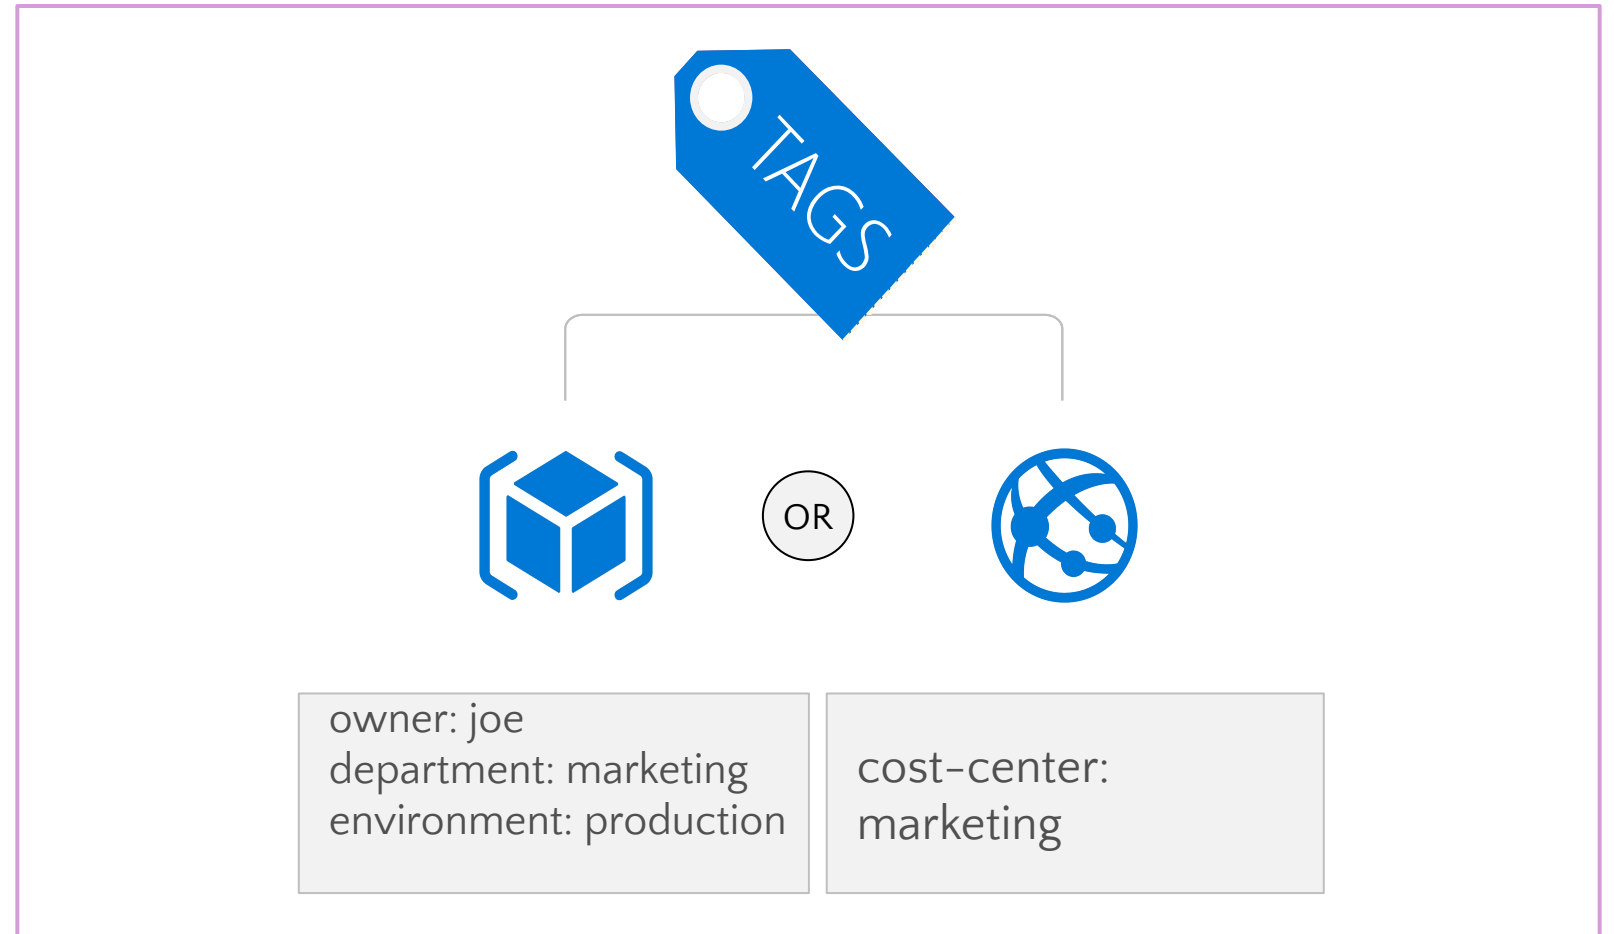 TAGS
OR
owner: joe
department: marketing
environment: production
cost-center:
marketing